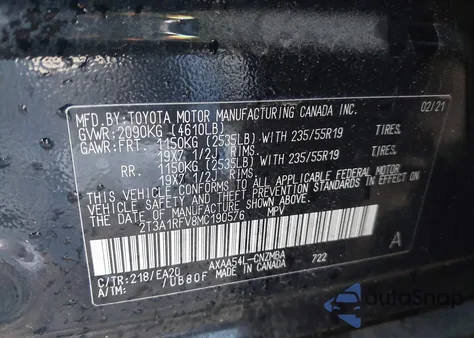 MFD.BY:TOYOTA MOTOR MANUFACTURING CANADA INC. 02/21
GVWR:2090KG (4610LB)
GAWR:FRT. 1150KG (2535LB) WITH 235/55R19 TIRES,
19X7 1/2J RIMS.
RR. 1150KG (2535LB) WITH 235/55R19 TIRES,
19X7 1/2J RIMS.
THIS VEHICLE CONFORMS TO ALL APPLICABLE FEDERAL MOTOR
VEHICLE SAFETY AND THEFT PREVENTION STANDARDS IN EFFECT ON
THE DATE OF MANUFACTURE SHOWN ABOVE.
2T3A1RFV8MC190576 MPV
C/TR:218/EA20 AXAA54L-CNZMBA 722 A
A/TM: /UB80F MADE IN CANADA
autoSnap